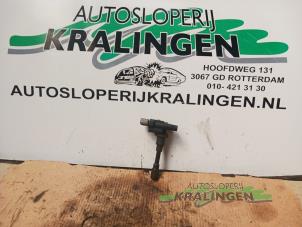 AUTOSLOPERIJ
KRALINGEN
HOOFDWEG 131
3067 GD ROTTERDAM
010- 421 31 30
AUTOSLOPERIJKRALINGEN.NL
AUTOSLOPERIJ
KRALINGEN